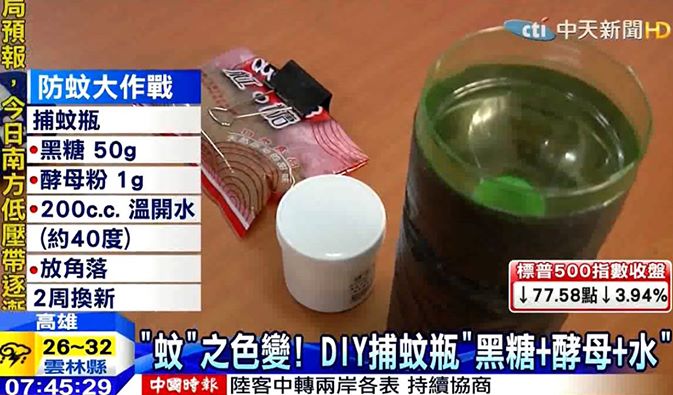 局預報，今日南方低壓帶逐漸
cti 中天新聞HD
防蚊大作戰
捕蚊瓶
•黑糖 50g
•酵母粉 1g
•200c.c. 溫開水
(約40度)
•放角落
2周換新
標普500指數收盤
↓77.58點↓3.94%
高雄
26~32
雲林縣
07:45:29
"蚊"之色變! DIY捕蚊瓶"黑糖+酵母+水"
中國時報 陸客中轉兩岸各表 持續協商